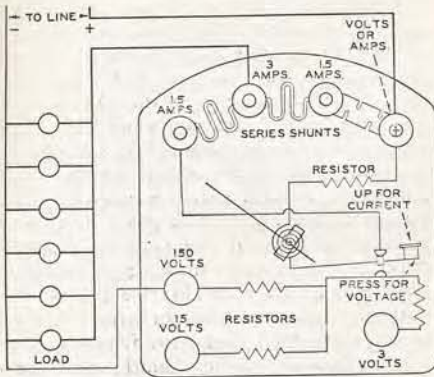 TO LINE
− +
VOLTS
OR
AMPS.
3
AMPS.
1.5
AMPS.
1.5
AMPS.
SERIES SHUNTS
RESISTOR
UP FOR
CURRENT
150
VOLTS
PRESS FOR
VOLTAGE
15
VOLTS
RESISTORS
LOAD
3
VOLTS